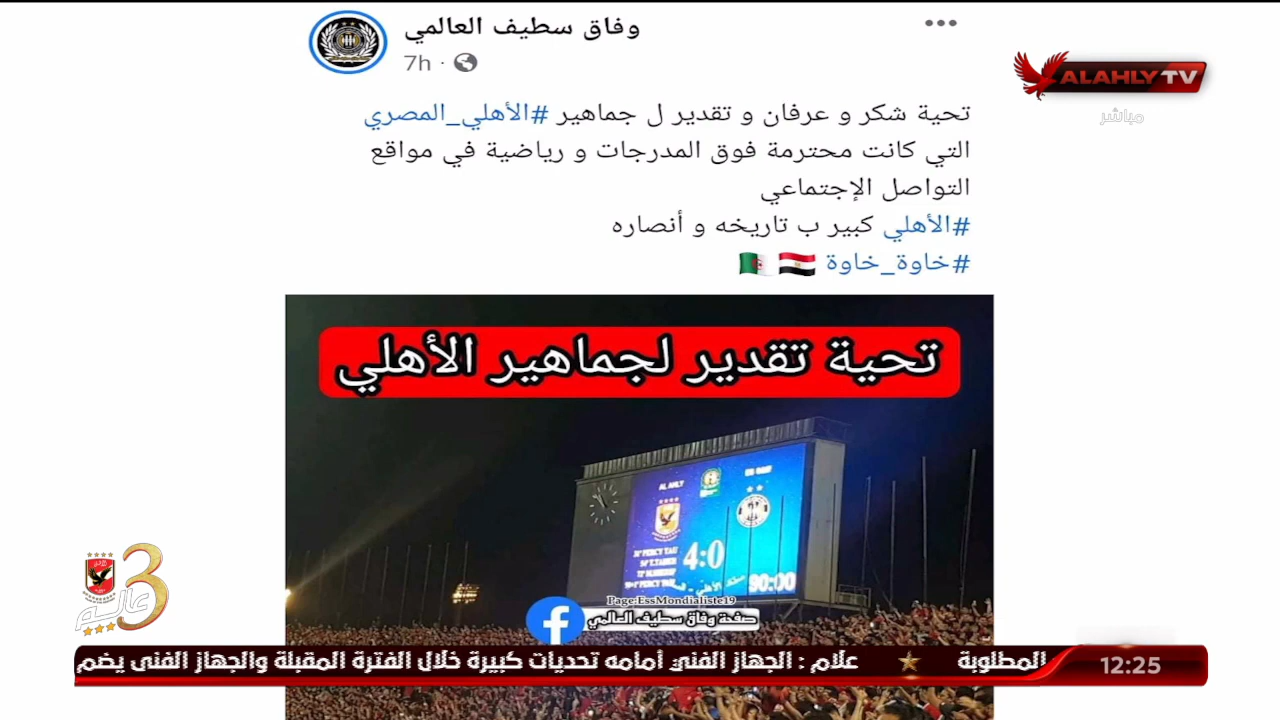 وفاق سطيف العالمي
7h ·
ALAHLY TV
مباشر
تحية شكر و عرفان و تقدير ل جماهير #الأهلي_المصري
التي كانت محترمة فوق المدرجات و رياضية في مواقع
التواصل الإجتماعي
#الأهلي كبير ب تاريخه و أنصاره
#خاوة_خاوة
تحية تقدير لجماهير الأهلي
AL AHLY
4:0
90:00
Page:EssMondialiste19
صفحة وفاق سطيف العالمي
3 عالم
المطلوبة
علام : الجهاز الفني أمامه تحديات كبيرة خلال الفترة المقبلة والجهاز الفنى يضم
12:25